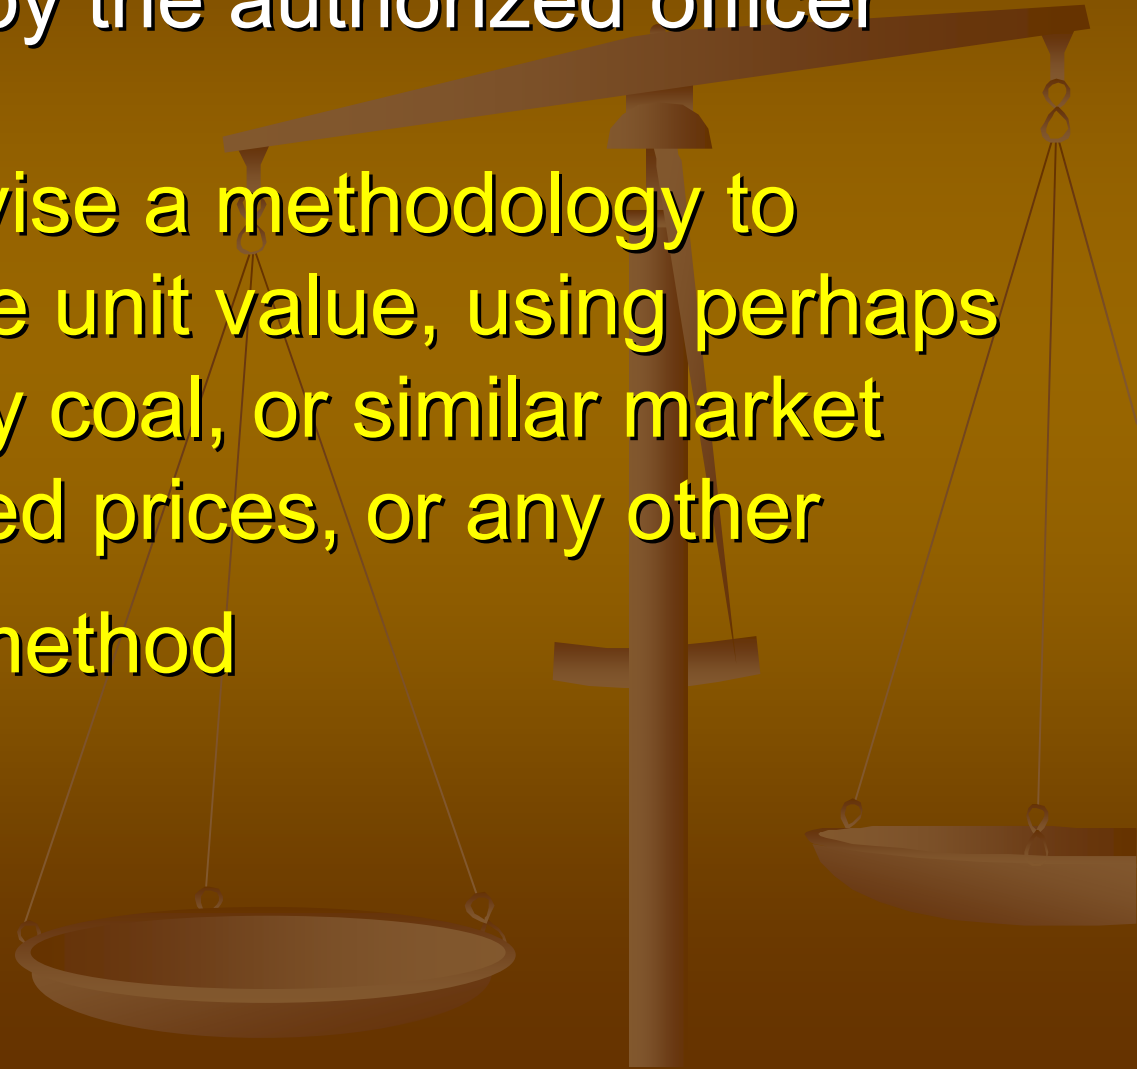 by the authorized officer
vise a methodology to
e unit value, using perhaps
y coal, or similar market
ed prices, or any other
method